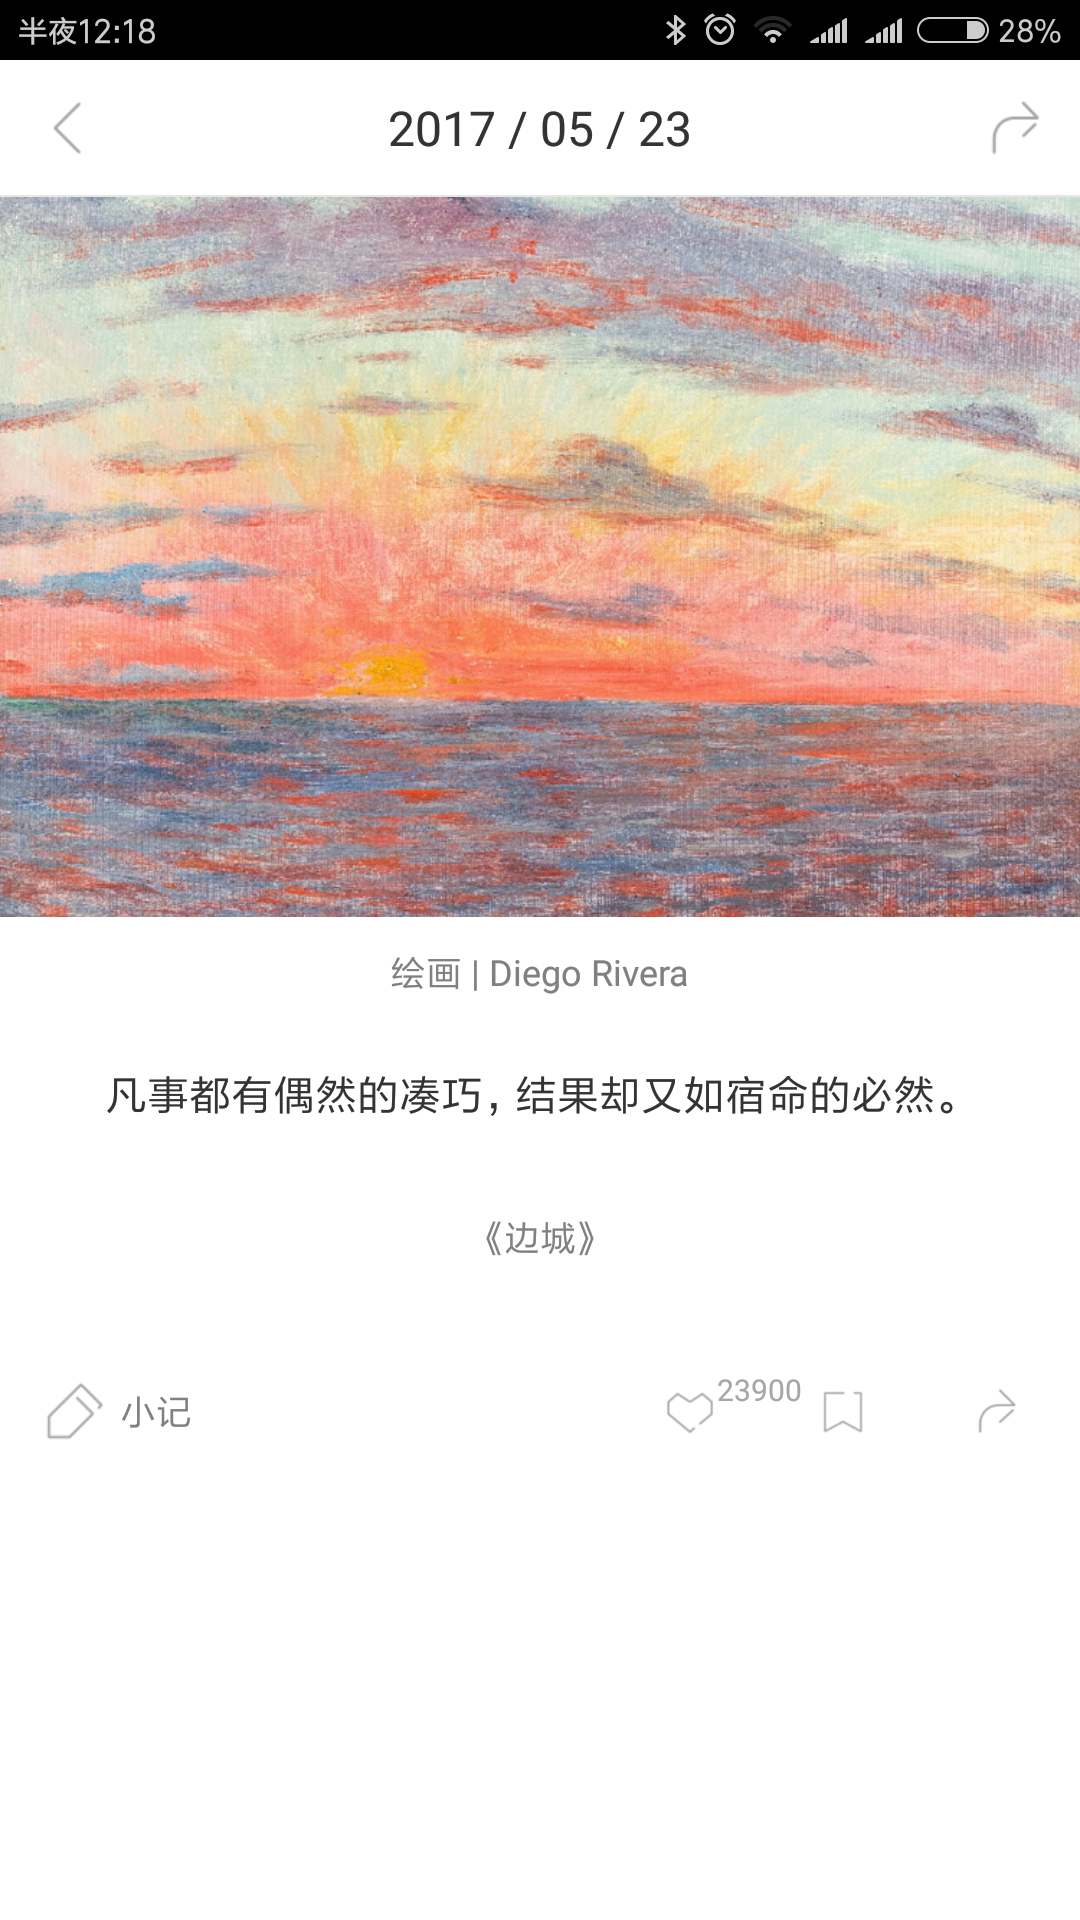 半夜12:18 28%
2017 / 05 / 23
绘画 | Diego Rivera
凡事都有偶然的凑巧，结果却又如宿命的必然。
《边城》
小记 23900